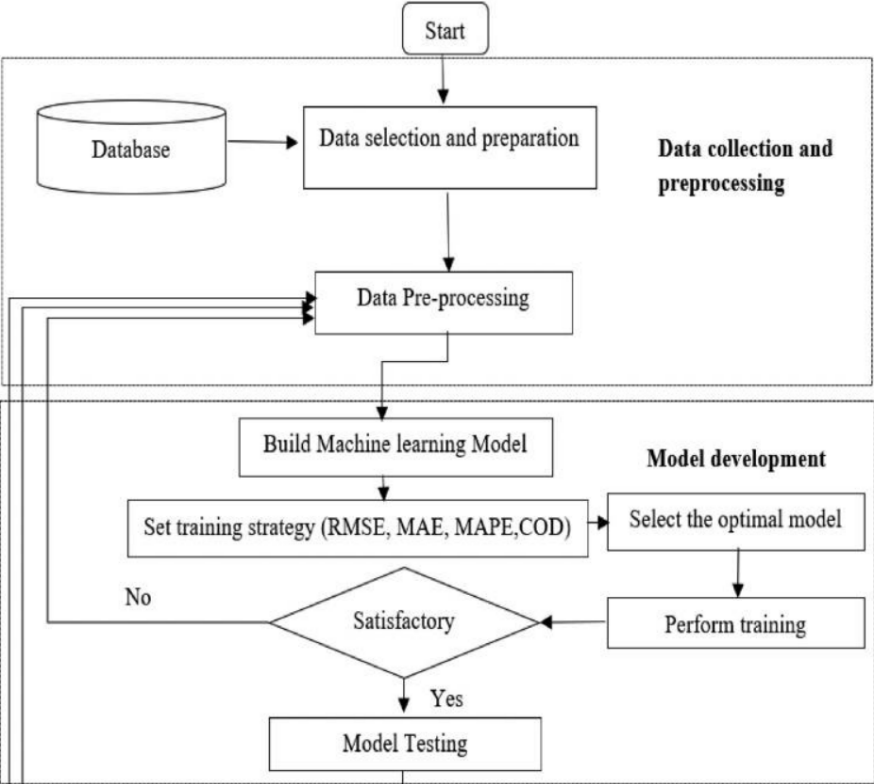 Start
Database
Data selection and preparation
Data collection and
preprocessing
Data Pre-processing
Build Machine learning Model
Model development
Set training strategy (RMSE, MAE, MAPE,COD)
Select the optimal model
No
Satisfactory
Perform training
Yes
Model Testing